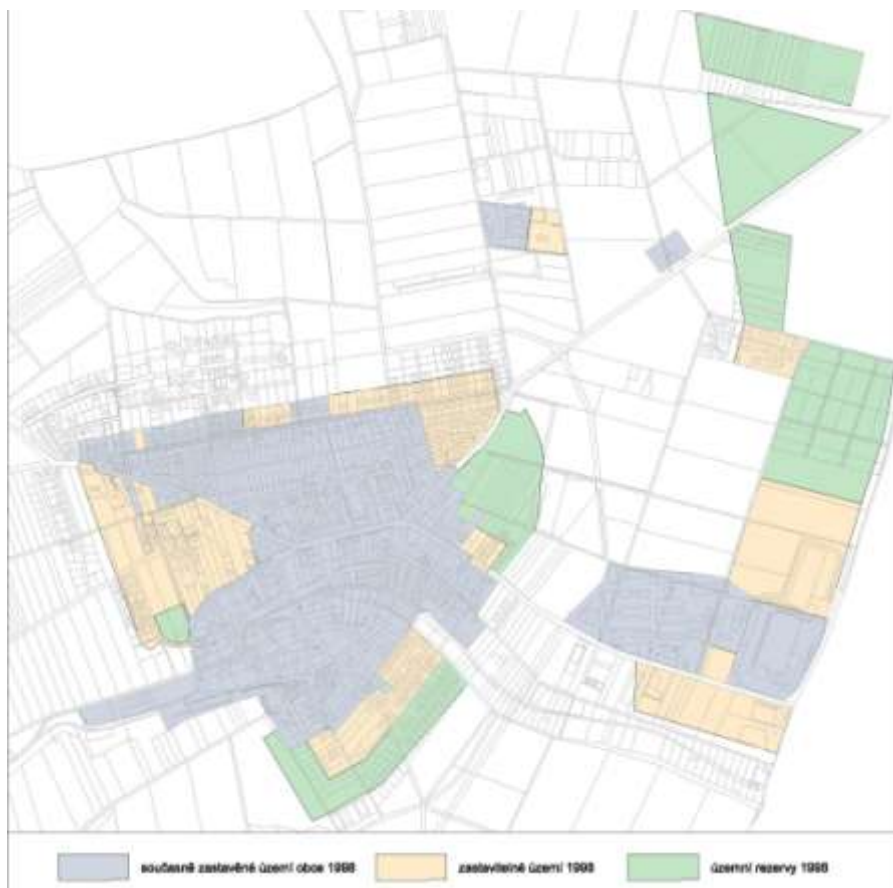 současně zastavěné území obce 1998
zastavitelné území 1998
územní rezervy 1998